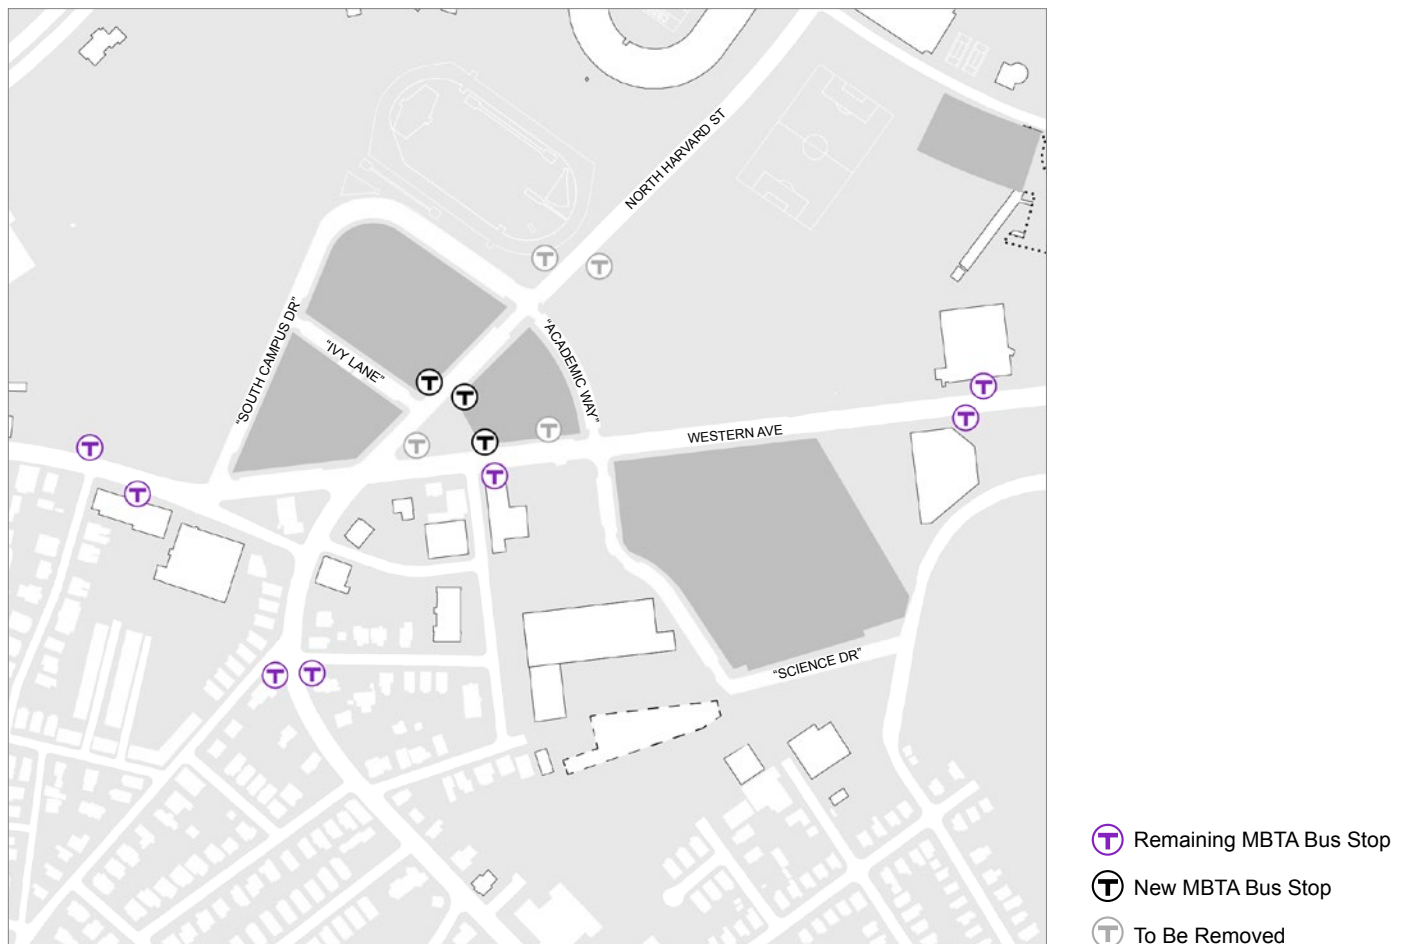 NORTH HARVARD ST
"SOUTH CAMPUS DR"
"IVY LANE"
"ACADEMIC WAY"
WESTERN AVE
"SCIENCE DR"
T Remaining MBTA Bus Stop
T New MBTA Bus Stop
T To Be Removed